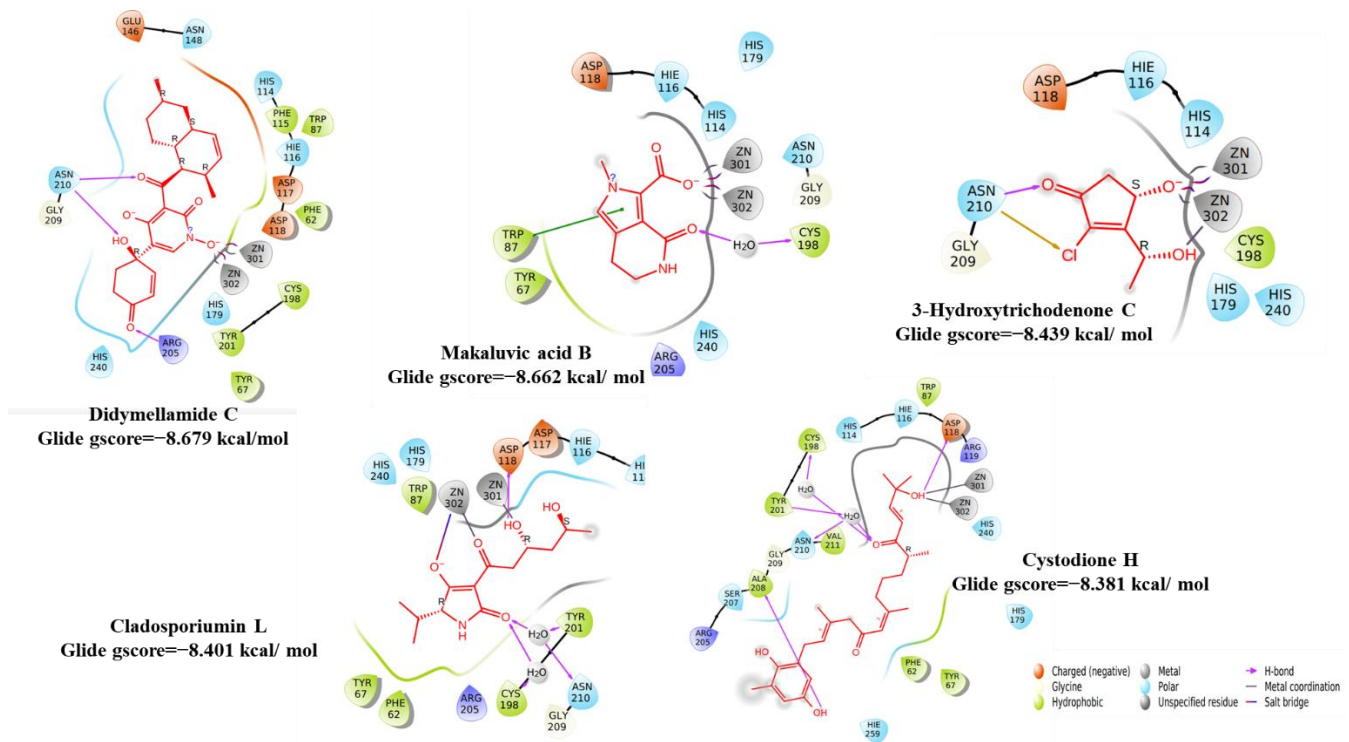 GLU
146
ASN
148
HIS
114
PHE
115
TRP
87
HIE
116
ASN
210
ASP
117
GLY
209
ASP
118
PHE
62
ZN
301
ZN
302
HIS
179
CYS
198
TYR
201
ARG
205
HIS
240
TYR
67
R
S
R
R
R
O
O
O⁻
N
?
O⁻
HO
R
O
Didymellamide C
Glide gscore=−8.679 kcal/mol
HIS
179
ASP
118
HIE
116
HIS
114
ZN
301
ASN
210
ZN
302
GLY
209
TRP
87
CYS
198
H₂O
TYR
67
HIS
240
ARG
205
N
?
O
O⁻
O
NH
Makaluvic acid B
Glide gscore=−8.662 kcal/ mol
ASP
118
HIE
116
HIS
114
ZN
301
ASN
210
ZN
302
GLY
209
CYS
198
HIS
179
HIS
240
O
S
O⁻
Cl
R
OH
3-Hydroxytrichodenone C
Glide gscore=−8.439 kcal/ mol
HIS
240
HIS
179
ASP
118
ASP
117
HIE
116
HI
11
TRP
87
ZN
302
ZN
301
HO
HO
S
R
O⁻
O
R
N
H
O
H₂O
TYR
201
H₂O
TYR
67
PHE
62
ARG
205
CYS
198
ASN
210
GLY
209
Cladosporiumin L
Glide gscore=−8.401 kcal/ mol
TRP
87
HIE
116
HIS
114
ASP
118
ARG
119
CYS
198
H₂O
ZN
301
ZN
302
TYR
201
H₂O
HIS
240
ASN
210
VAL
211
GLY
209
ALA
208
SER
207
ARG
205
HIS
179
PHE
62
TYR
67
HIE
259
OH
O
R
O
HO
OH
Cystodione H
Glide gscore=−8.381 kcal/ mol
Charged (negative)
Glycine
Hydrophobic
Metal
Polar
Unspecified residue
H-bond
Metal coordination
Salt bridge